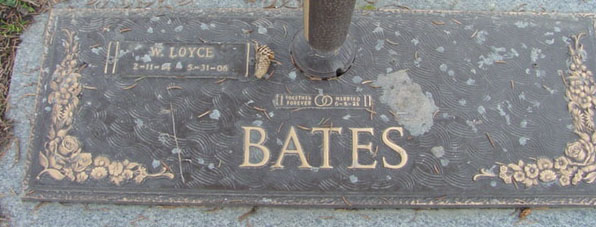 W. LOYCE
5-31-06
TOGETHER FOREVER
MARRIED
BATES